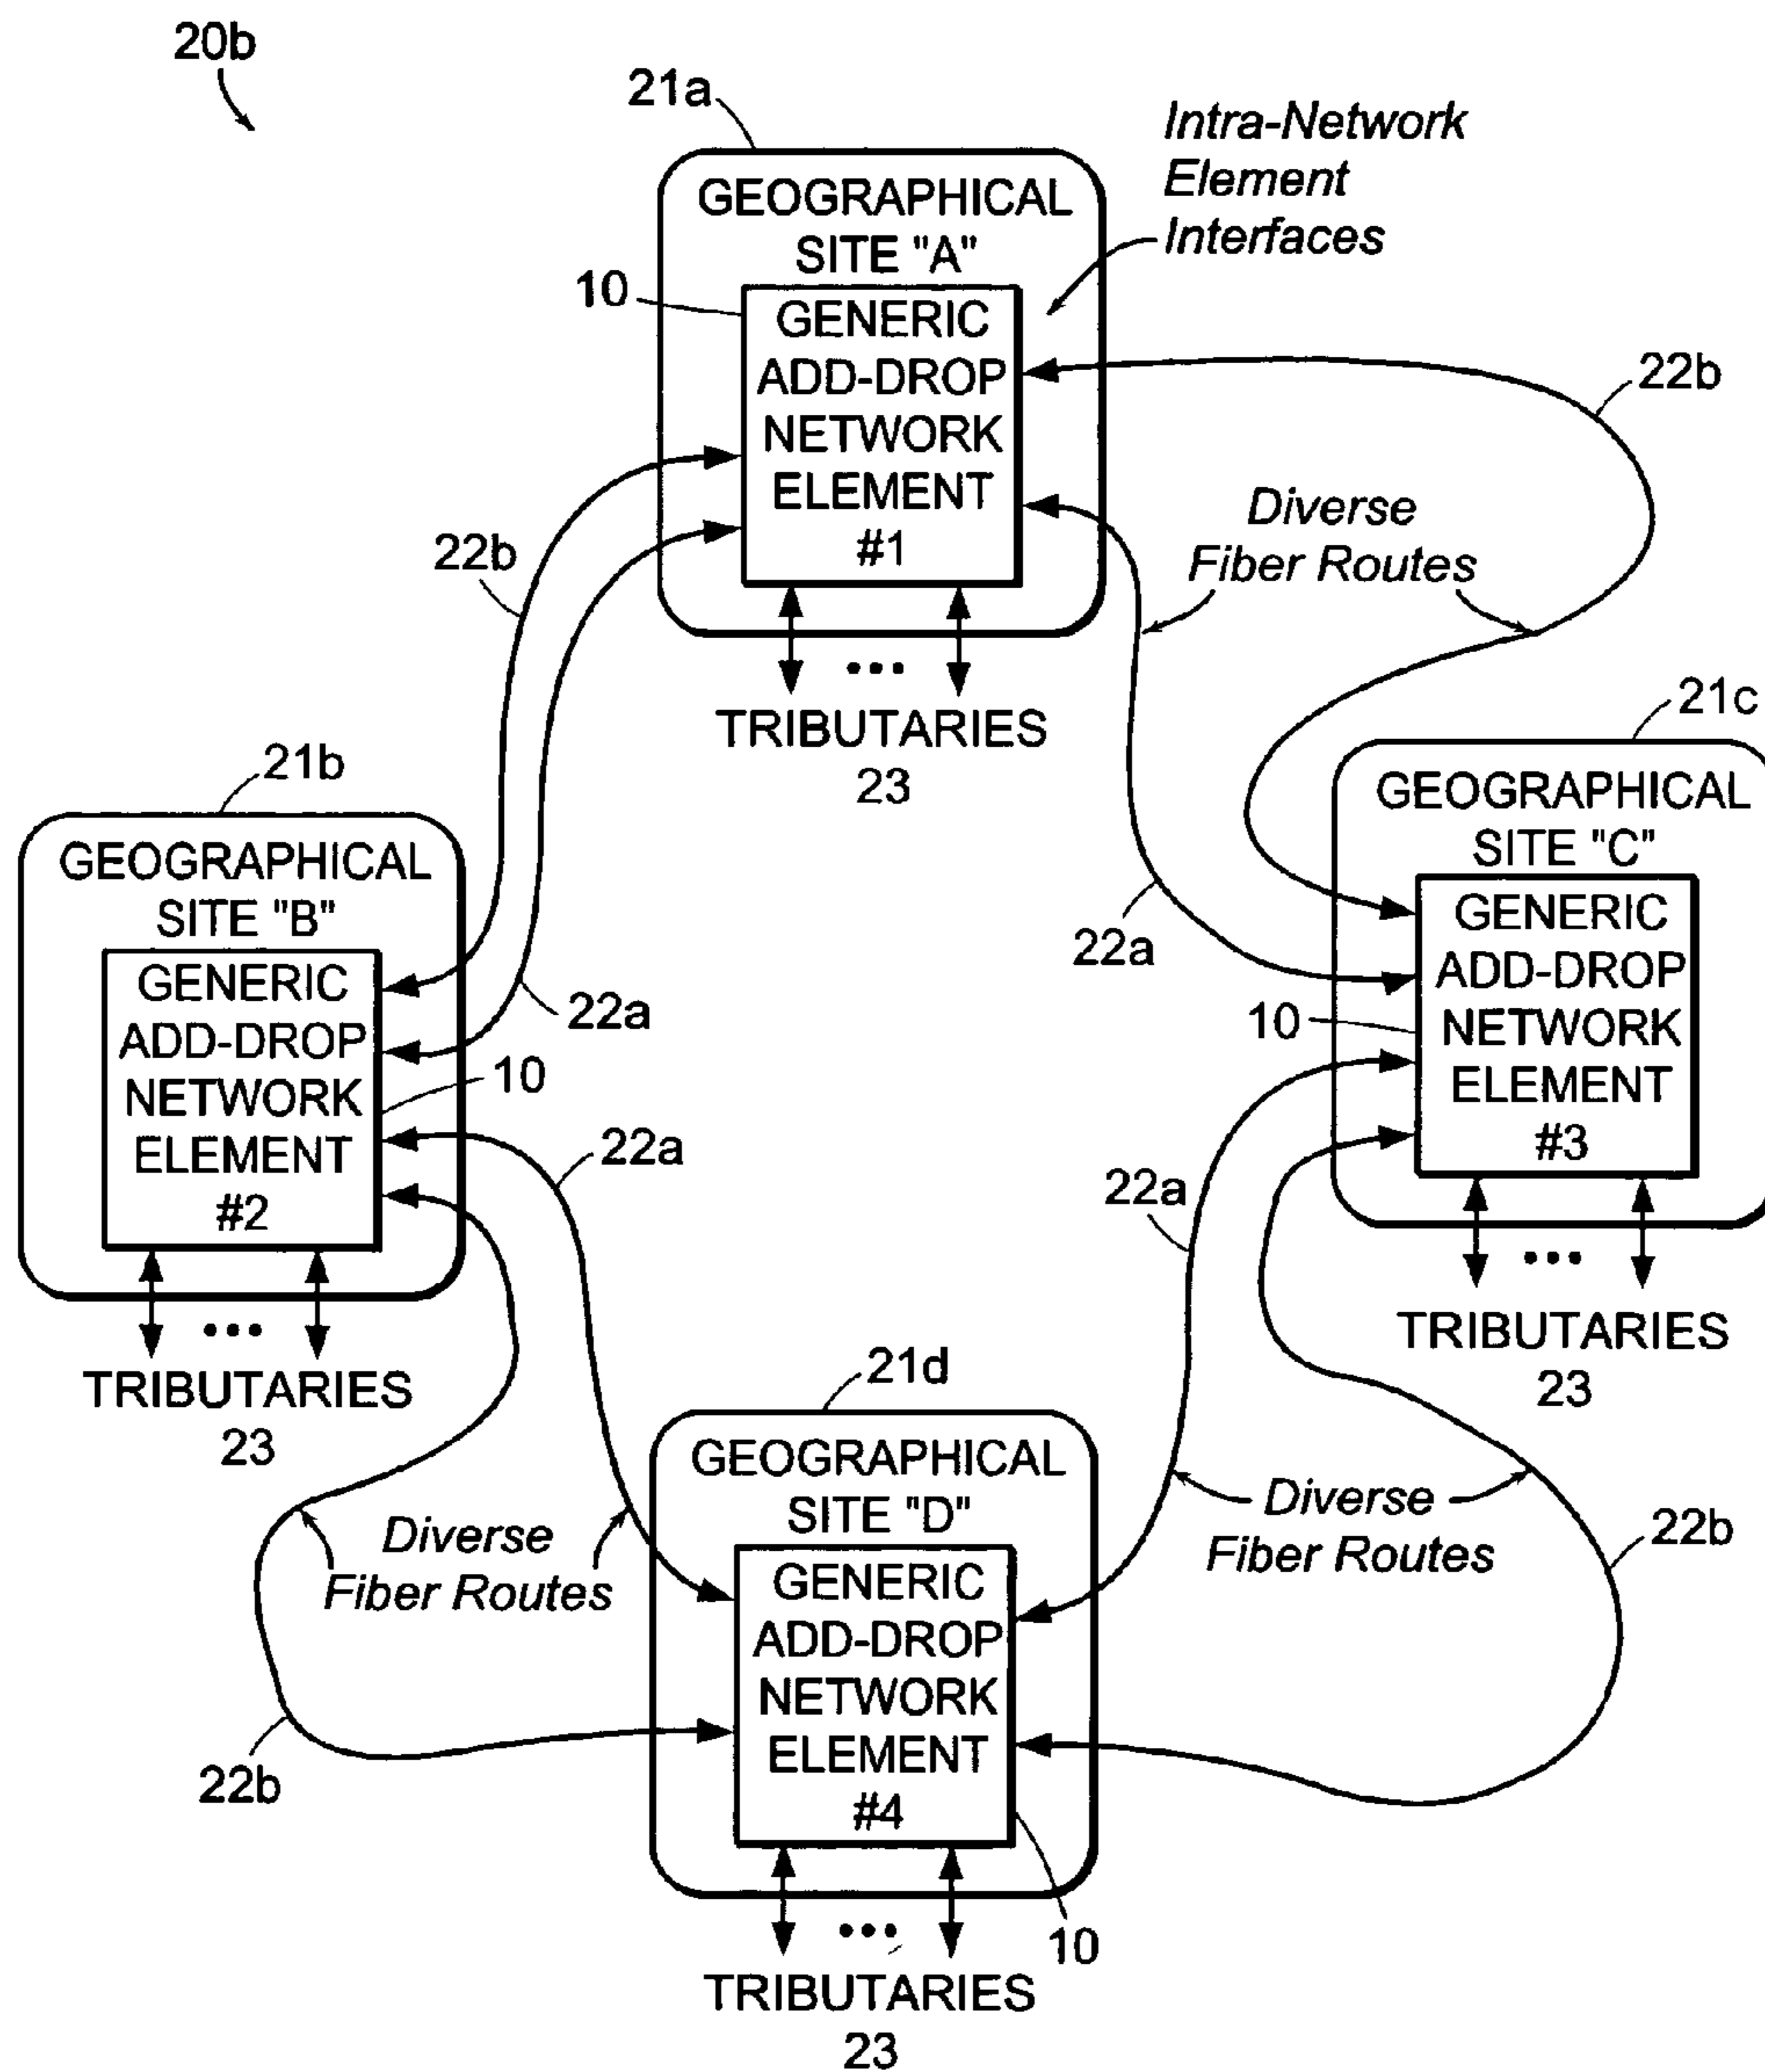 20b
21a
Intra-Network
Element
Interfaces
GEOGRAPHICAL
SITE "A"
10
GENERIC
ADD-DROP
NETWORK
ELEMENT
#1
22b
Diverse
Fiber Routes
22b
TRIBUTARIES
23
21c
21b
GEOGRAPHICAL
SITE "C"
GEOGRAPHICAL
SITE "B"
22a
GENERIC
ADD-DROP
NETWORK
ELEMENT
#3
10
GENERIC
ADD-DROP
NETWORK
ELEMENT
#2
22a
10
22a
22a
TRIBUTARIES
23
TRIBUTARIES
23
21d
GEOGRAPHICAL
SITE "D"
Diverse
Fiber Routes
Diverse
Fiber Routes
22b
GENERIC
ADD-DROP
NETWORK
ELEMENT
#4
22b
10
TRIBUTARIES
23